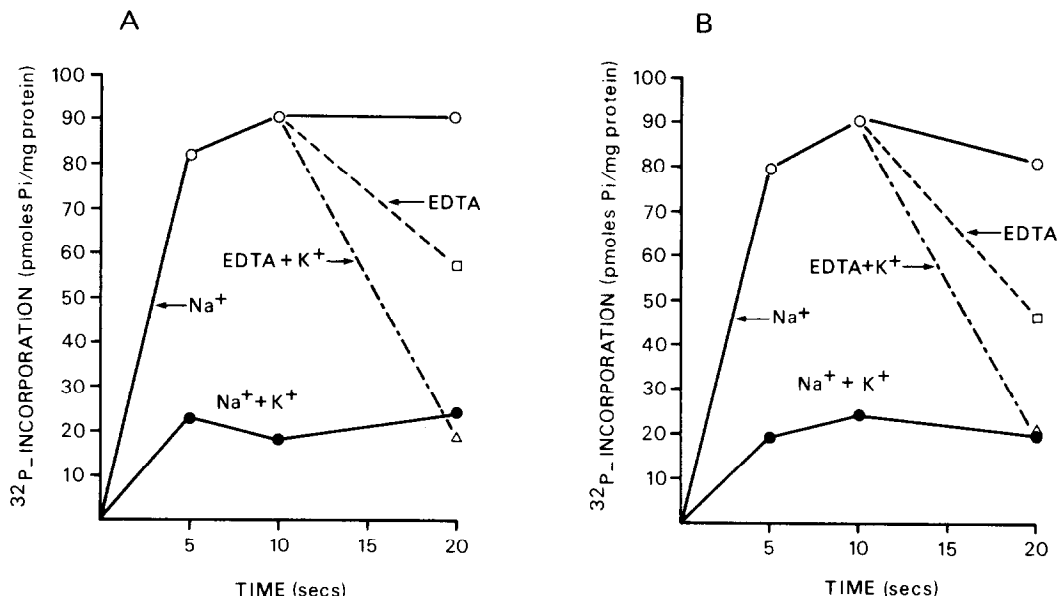 A
³²P_INCORPORATION (pmoles Pi/mg protein)
100
90
80
70
60
50
40
30
20
10
EDTA
EDTA + K⁺
Na⁺
Na⁺ + K⁺
5
10
15
20
TIME (secs)
B
³²P_INCORPORATION (pmoles Pi/mg protein)
100
90
80
70
60
50
40
30
20
10
EDTA
EDTA+K⁺
Na⁺
Na⁺ + K⁺
5
10
15
20
TIME (secs)